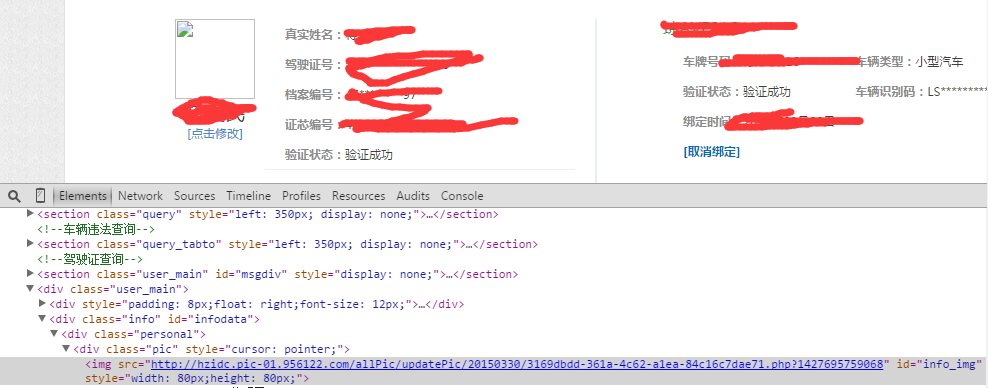 真实姓名：
驾驶证号：
档案编号：
证芯编号：
验证状态：验证成功
[点击修改]
车牌号码 车辆类型：小型汽车
验证状态：验证成功 车辆识别码：LS*********
绑定时间
[取消绑定]
Elements Network Sources Timeline Profiles Resources Audits Console
▶<section class="query" style="left: 350px; display: none;">…</section>
<!--车辆违法查询-->
▶<section class="query_tabto" style="left: 350px; display: none;">…</section>
<!--驾驶证查询-->
▶<section class="user_main" id="msgdiv" style="display: none;">…</section>
▼<div class="user_main">
▶<div style="padding: 8px;float: right;font-size: 12px;">…</div>
▼<div class="info" id="infodata">
▼<div class="personal">
▼<div class="pic" style="cursor: pointer;">
<img src="http://hzidc.pic-01.956122.com/allPic/updatePic/20150330/3169dbdd-361a-4c62-a1ea-84c16c7dae71.php?1427695759068" id="info_img"
style="width: 80px;height: 80px;">